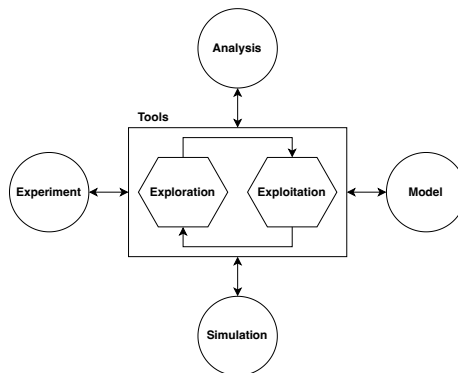 Analysis
Tools
Experiment
Exploration
Exploitation
Model
Simulation